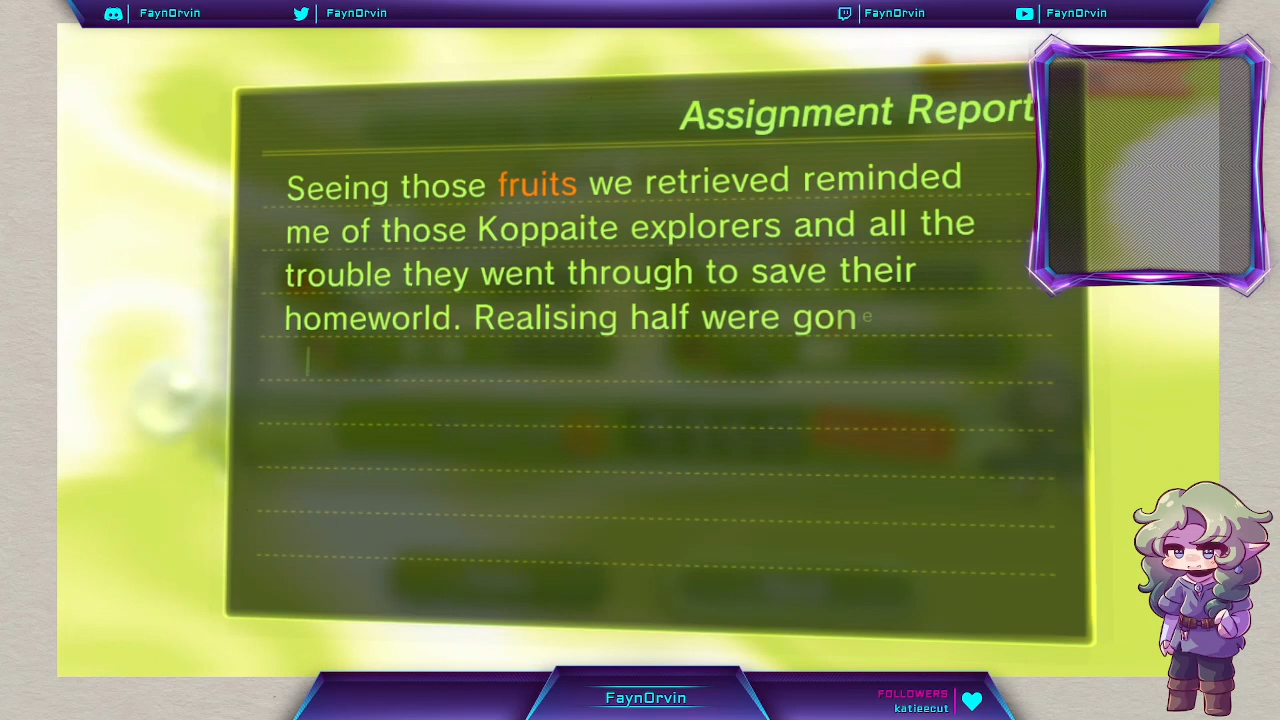 FaynOrvin FaynOrvin FaynOrvin FaynOrvin
Assignment Report
Seeing those fruits we retrieved reminded
me of those Koppaite explorers and all the
trouble they went through to save their
homeworld. Realising half were gone
FaynOrvin
FOLLOWERS
katieecut